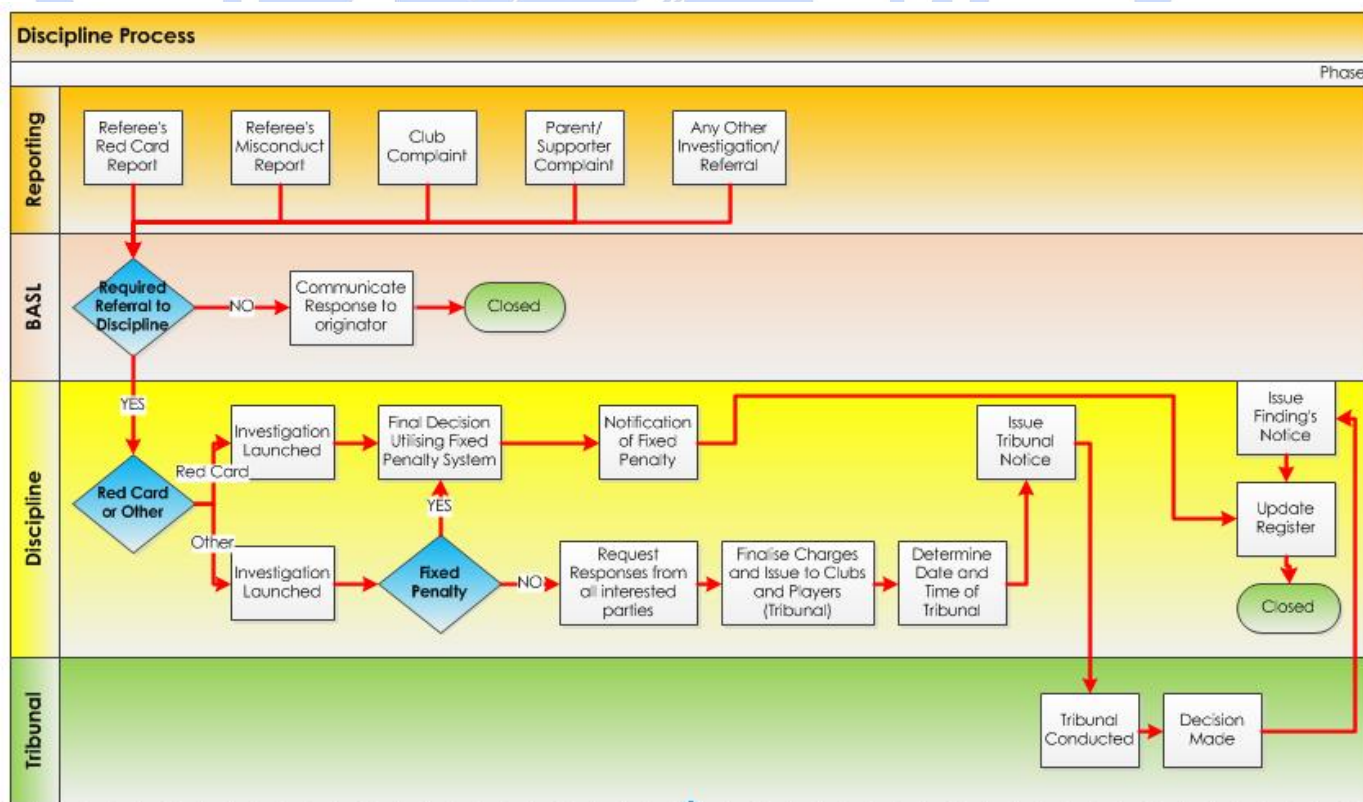 Discipline Process
Phase
Reporting
Referee's
Red Card
Report
Referee's
Misconduct
Report
Club
Complaint
Parent/
Supporter
Complaint
Any Other
Investigation/
Referral
BASL
Required
Referral to
Discipline
NO
Communicate
Response to
originator
Closed
YES
Discipline
Red Card
or Other
Red Card
Investigation
Launched
Final Decision
Utilising Fixed
Penalty System
Notification
of Fixed
Penalty
Issue
Tribunal
Notice
Issue
Finding's
Notice
Update
Register
Closed
Other
Investigation
Launched
YES
Fixed
Penalty
NO
Request
Responses from
all interested
parties
Finalise Charges
and Issue to Clubs
and Players
(Tribunal)
Determine
Date and
Time of
Tribunal
Tribunal
Tribunal
Conducted
Decision
Made